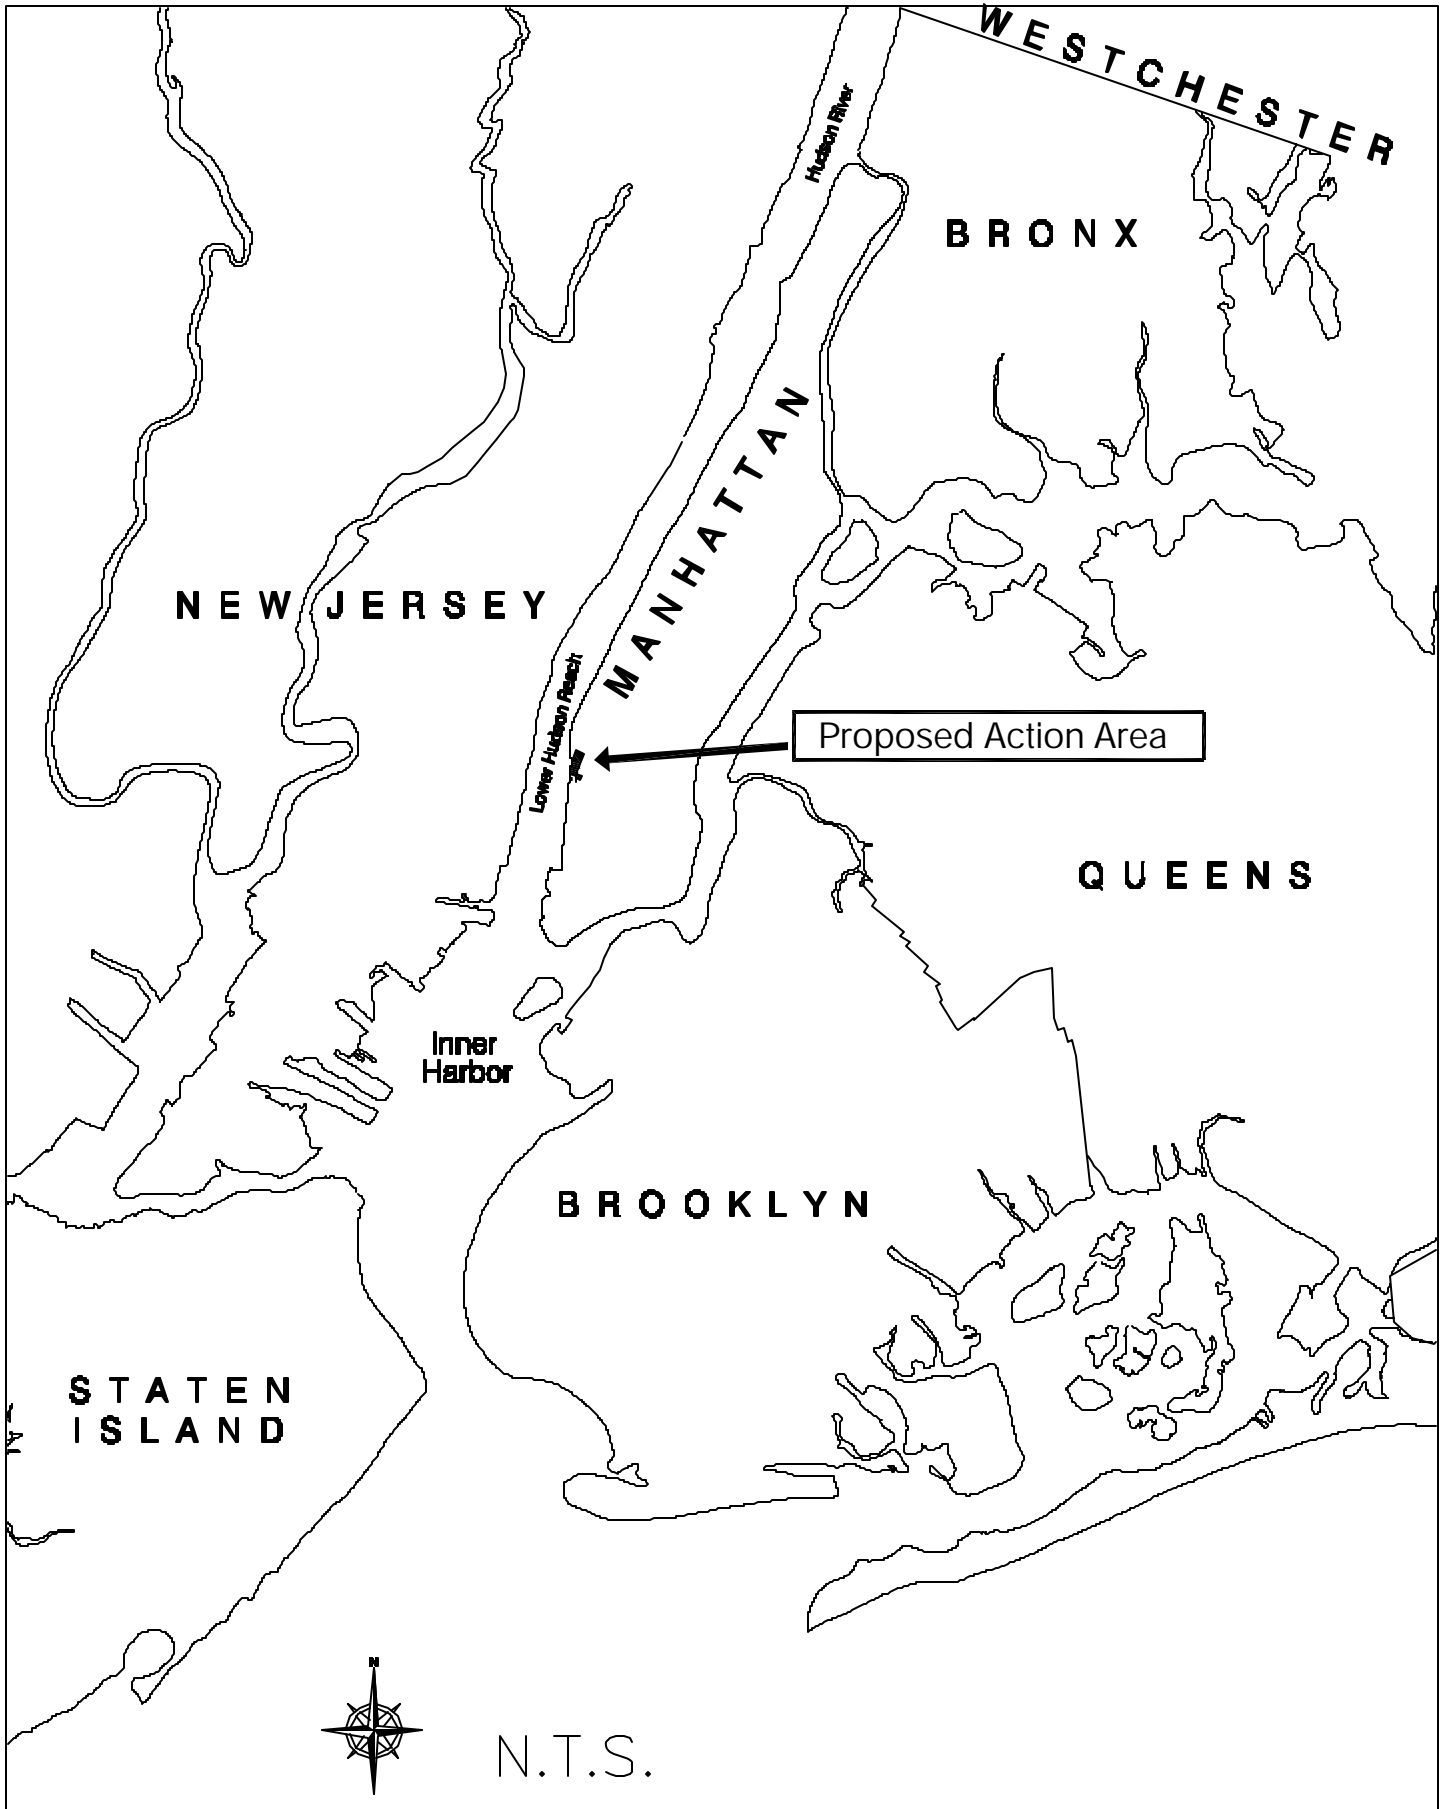 WESTCHESTER
Hudson River
BRONX
MANHATTAN
NEW JERSEY
Lower Hudson Reach
Proposed Action Area
QUEENS
Inner
Harbor
BROOKLYN
STATEN
ISLAND
N
N.T.S.